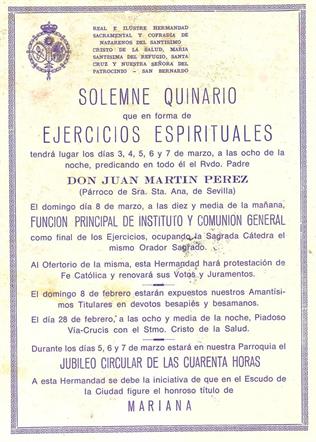 REAL E ILUSTRE HERMANDAD
SACRAMENTAL Y COFRADIA DE
NAZARENOS DEL SANTISIMO
CRISTO DE LA SALUD, MARIA
SANTISIMA DEL REFUGIO, SANTA
CRUZ Y NUESTRA SEÑORA DEL
PATROCINIO - SAN BERNARDO
SOLEMNE QUINARIO
que en forma de
EJERCICIOS ESPIRITUALES
tendrá lugar los días 3, 4, 5, 6 y 7 de marzo, a las ocho de la
noche, predicando en todo él el Rvdo. Padre
DON JUAN MARTIN PEREZ
(Párroco de Sra. Sta. Ana, de Sevilla)
El domingo día 8 de marzo, a las diez y media de la mañana,
FUNCION PRINCIPAL DE INSTITUTO Y COMUNION GENERAL
como final de los Ejercicios, ocupando la Sagrada Cátedra el
mismo Orador Sagrado.
Al Ofertorio de la misma, esta Hermandad hará protestación de
Fe Católica y renovará sus Votos y Juramentos.
El domingo 8 de febrero estarán expuestos nuestros Amantísi-
mos Titulares en devotos besapiés y besamanos.
El día 28 de febrero, a las ocho y media de la noche, Piadoso
Vía-Crucis con el Stmo. Cristo de la Salud.
Durante los días 5, 6 y 7 de marzo estará en nuestra Parroquia el
JUBILEO CIRCULAR DE LAS CUARENTA HORAS
A esta Hermandad se debe la iniciativa de que en el Escudo de
la Ciudad figure el honroso título de
MARIANA